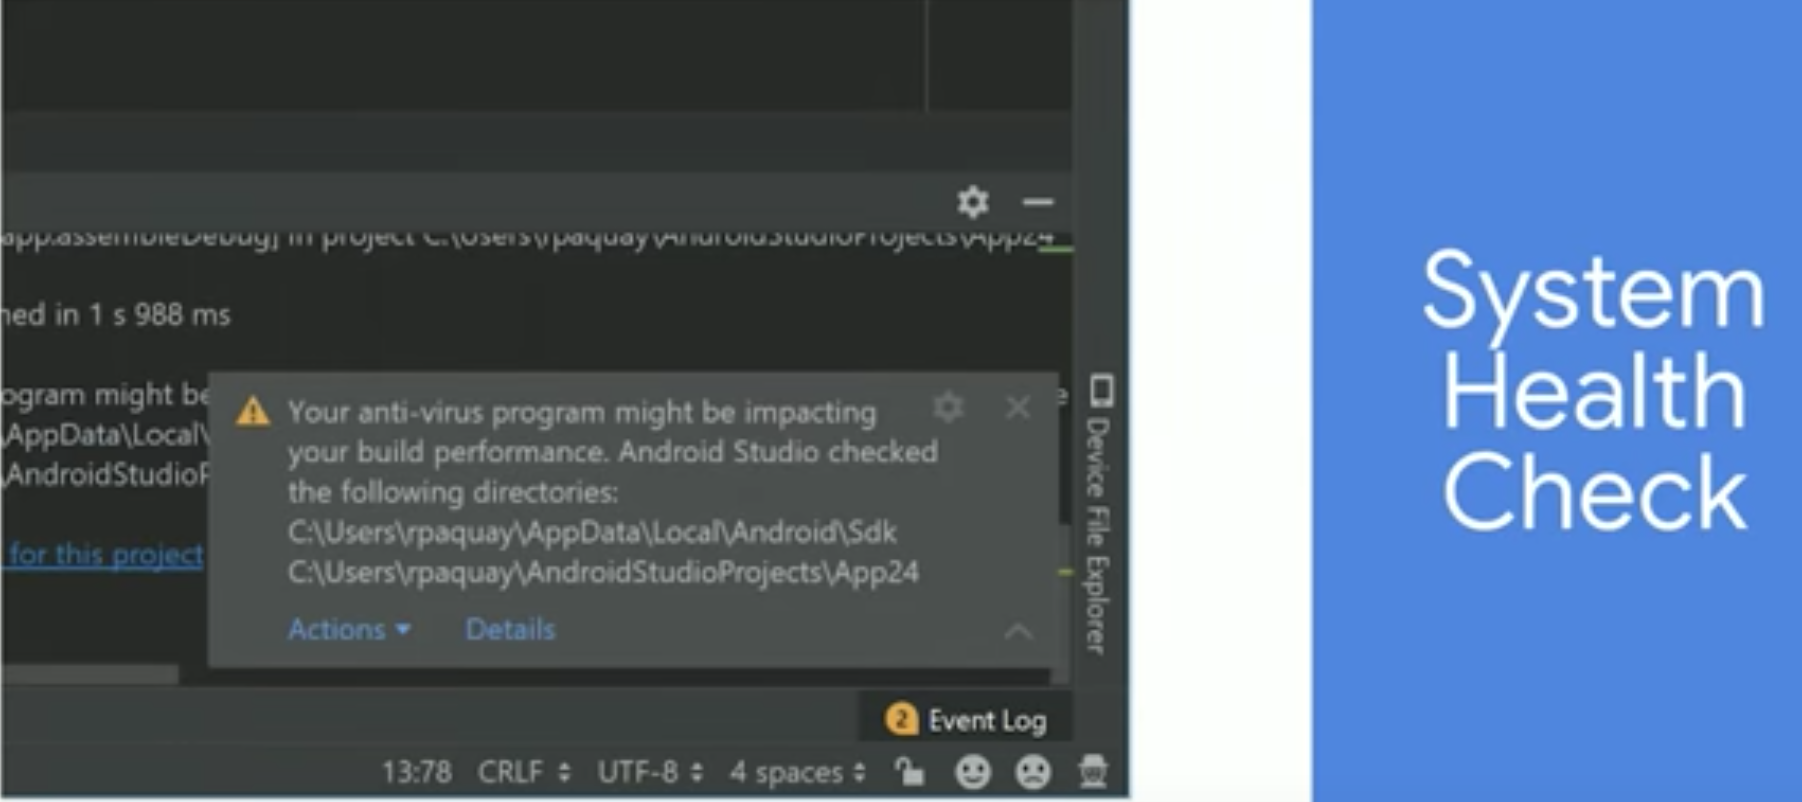 app:assembleDebug] in project C:\Users\rpaquay\AndroidStudioProjects\App24
ned in 1 s 988 ms
ogram might be
\AppData\Local\
\AndroidStudioP
for this project
Your anti-virus program might be impacting
your build performance. Android Studio checked
the following directories:
C:\Users\rpaquay\AppData\Local\Android\Sdk
C:\Users\rpaquay\AndroidStudioProjects\App24
Actions
Details
Device File Explorer
2 Event Log
13:78 CRLF UTF-8 4 spaces
System
Health
Check